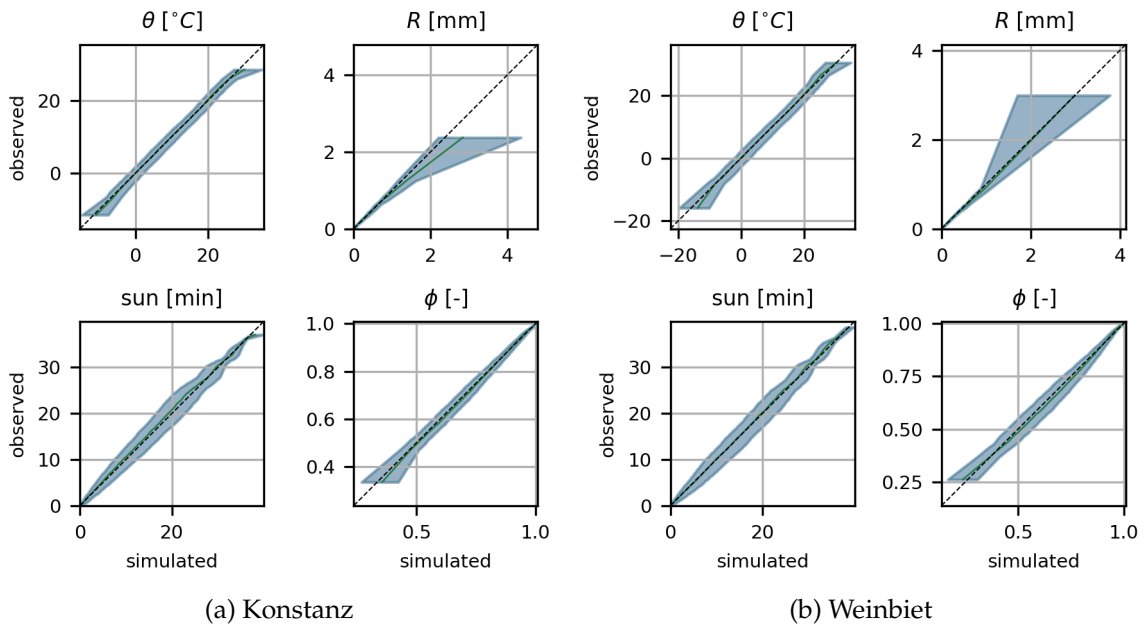 θ [°C]
R [mm]
θ [°C]
R [mm]
observed
20
0
0
20
4
2
0
0
2
4
observed
20
0
−20
−20
0
20
4
2
0
0
2
4
sun [min]
ϕ [-]
sun [min]
ϕ [-]
observed
30
20
10
0
0
20
simulated
1.0
0.8
0.6
0.4
0.5
1.0
simulated
observed
30
20
10
0
0
20
simulated
1.00
0.75
0.50
0.25
0.5
1.0
simulated
(a) Konstanz
(b) Weinbiet